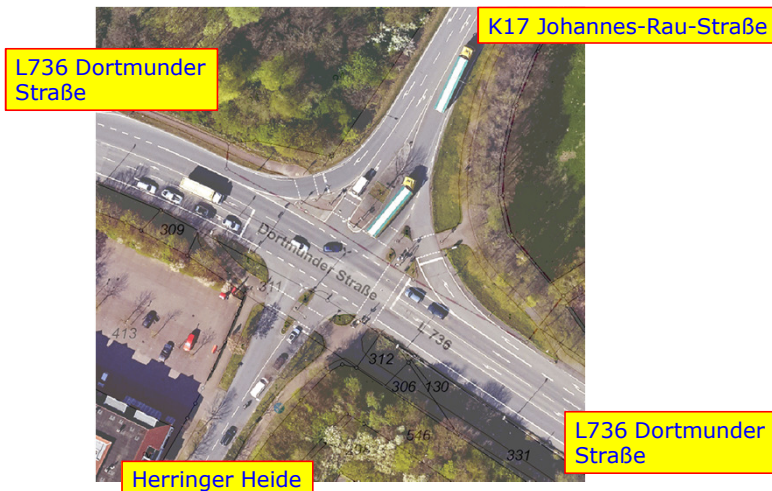 K17 Johannes-Rau-Straße
L736 Dortmunder
Straße
309
Dortmunder Straße
311
413
L 736
312
306
130
546
331
L736 Dortmunder
Straße
Herringer Heide